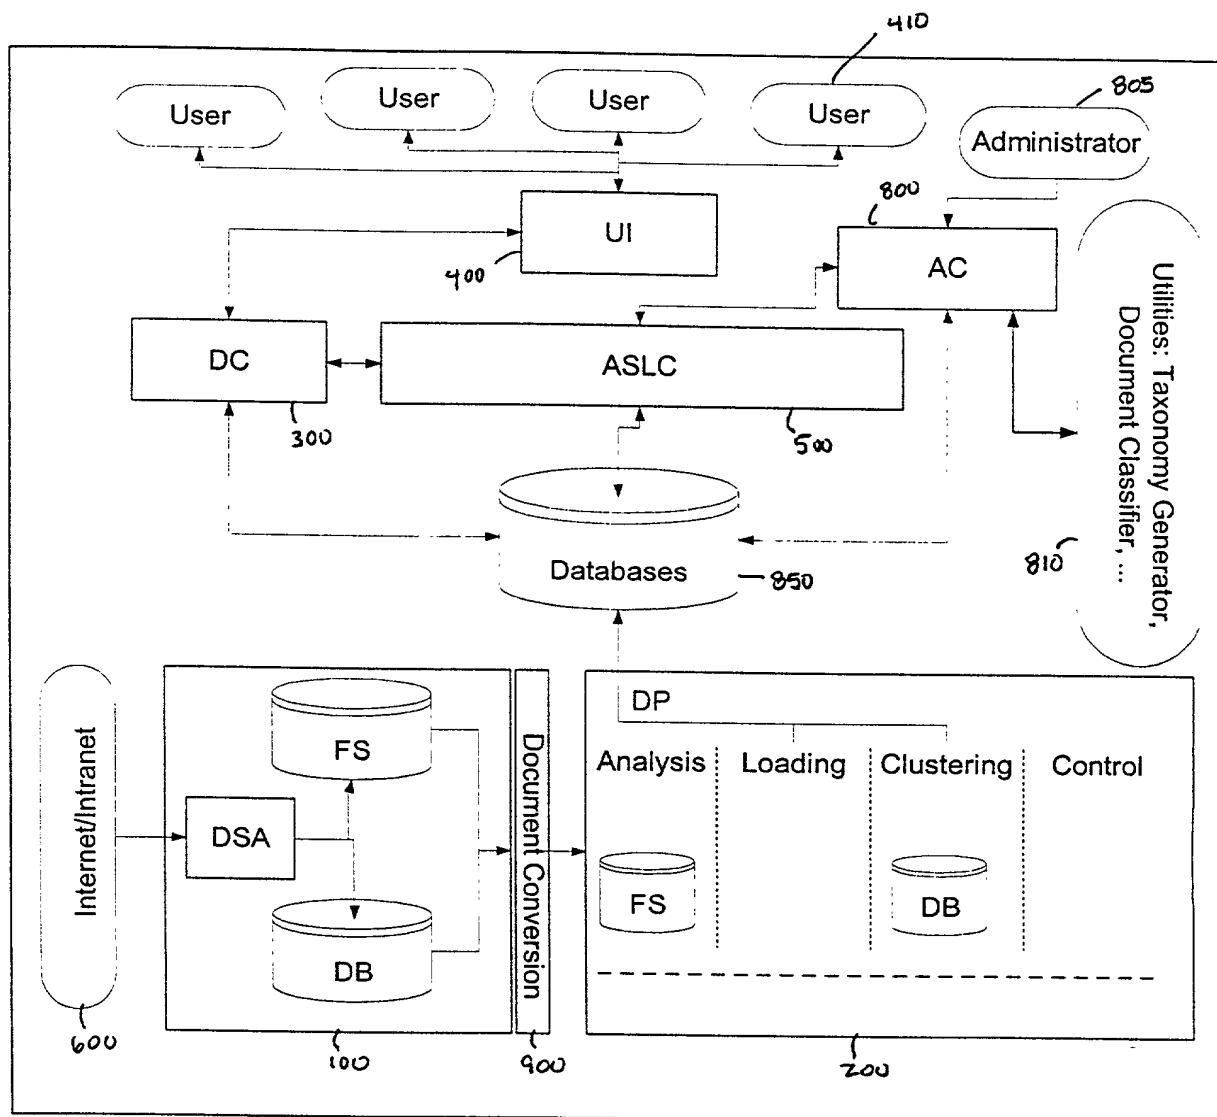 410
User
User
User
User
805
Administrator
800
UI
400
AC
Utilities: Taxonomy Generator,
Document Classifier, ...
810
DC
300
ASLC
500
Databases
850
Internet/Intranet
600
FS
DSA
DB
100
Document Conversion
900
DP
Analysis
Loading
Clustering
Control
FS
DB
200